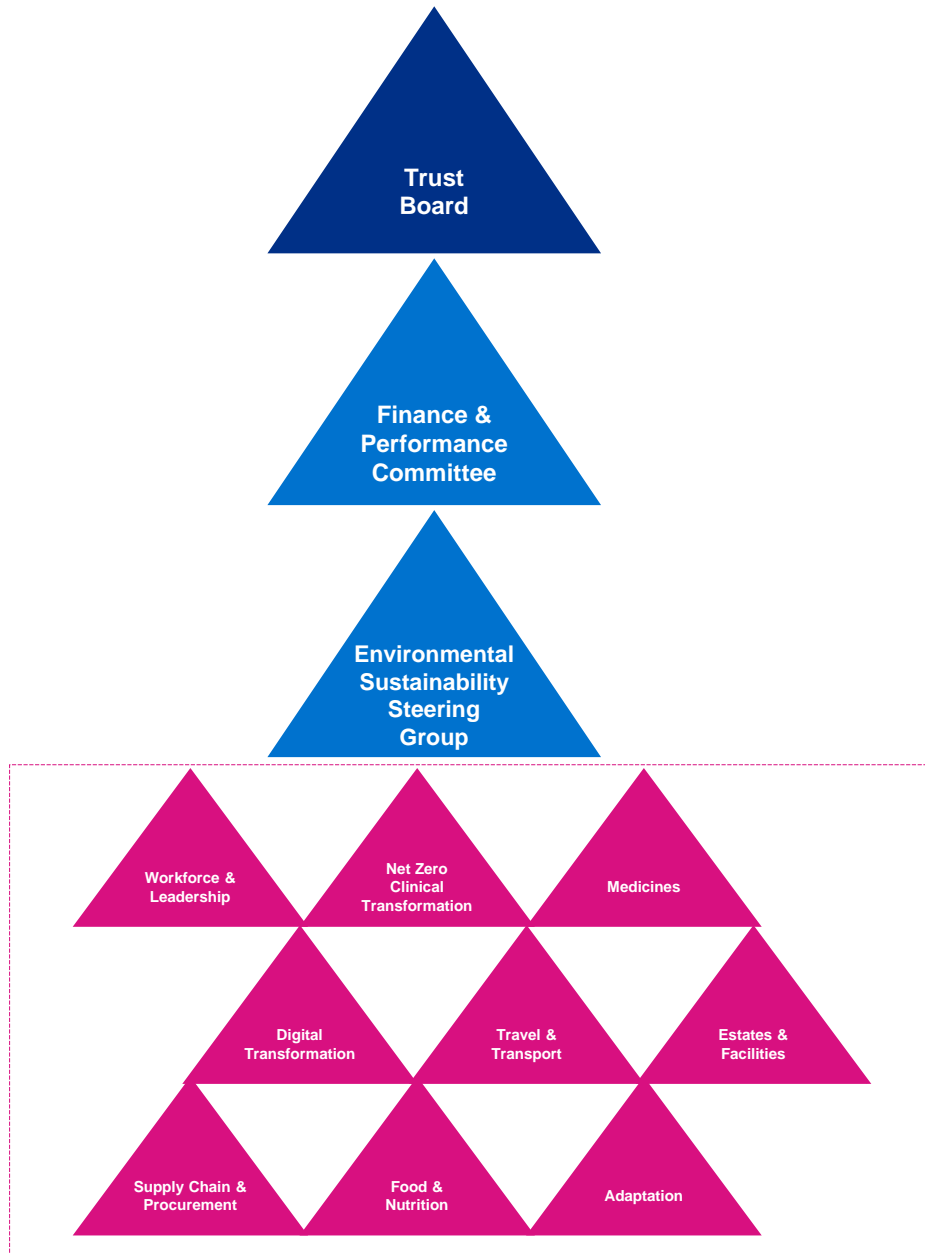 Trust
Board
Finance &
Performance
Committee
Environmental
Sustainability
Steering
Group
Workforce &
Leadership
Net Zero
Clinical
Transformation
Medicines
Digital
Transformation
Travel &
Transport
Estates &
Facilities
Supply Chain &
Procurement
Food &
Nutrition
Adaptation